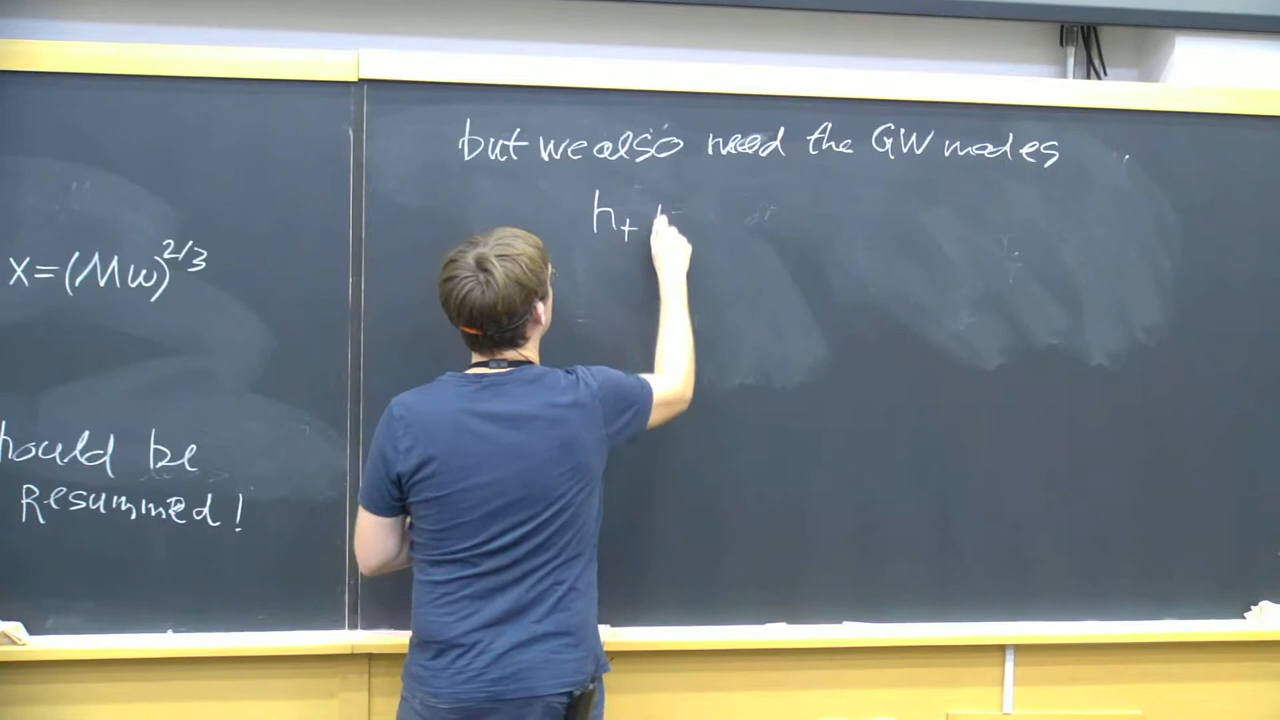 x=(Mω)^2/3
hould be
Resummed!
but we also need the GW modes
h₊